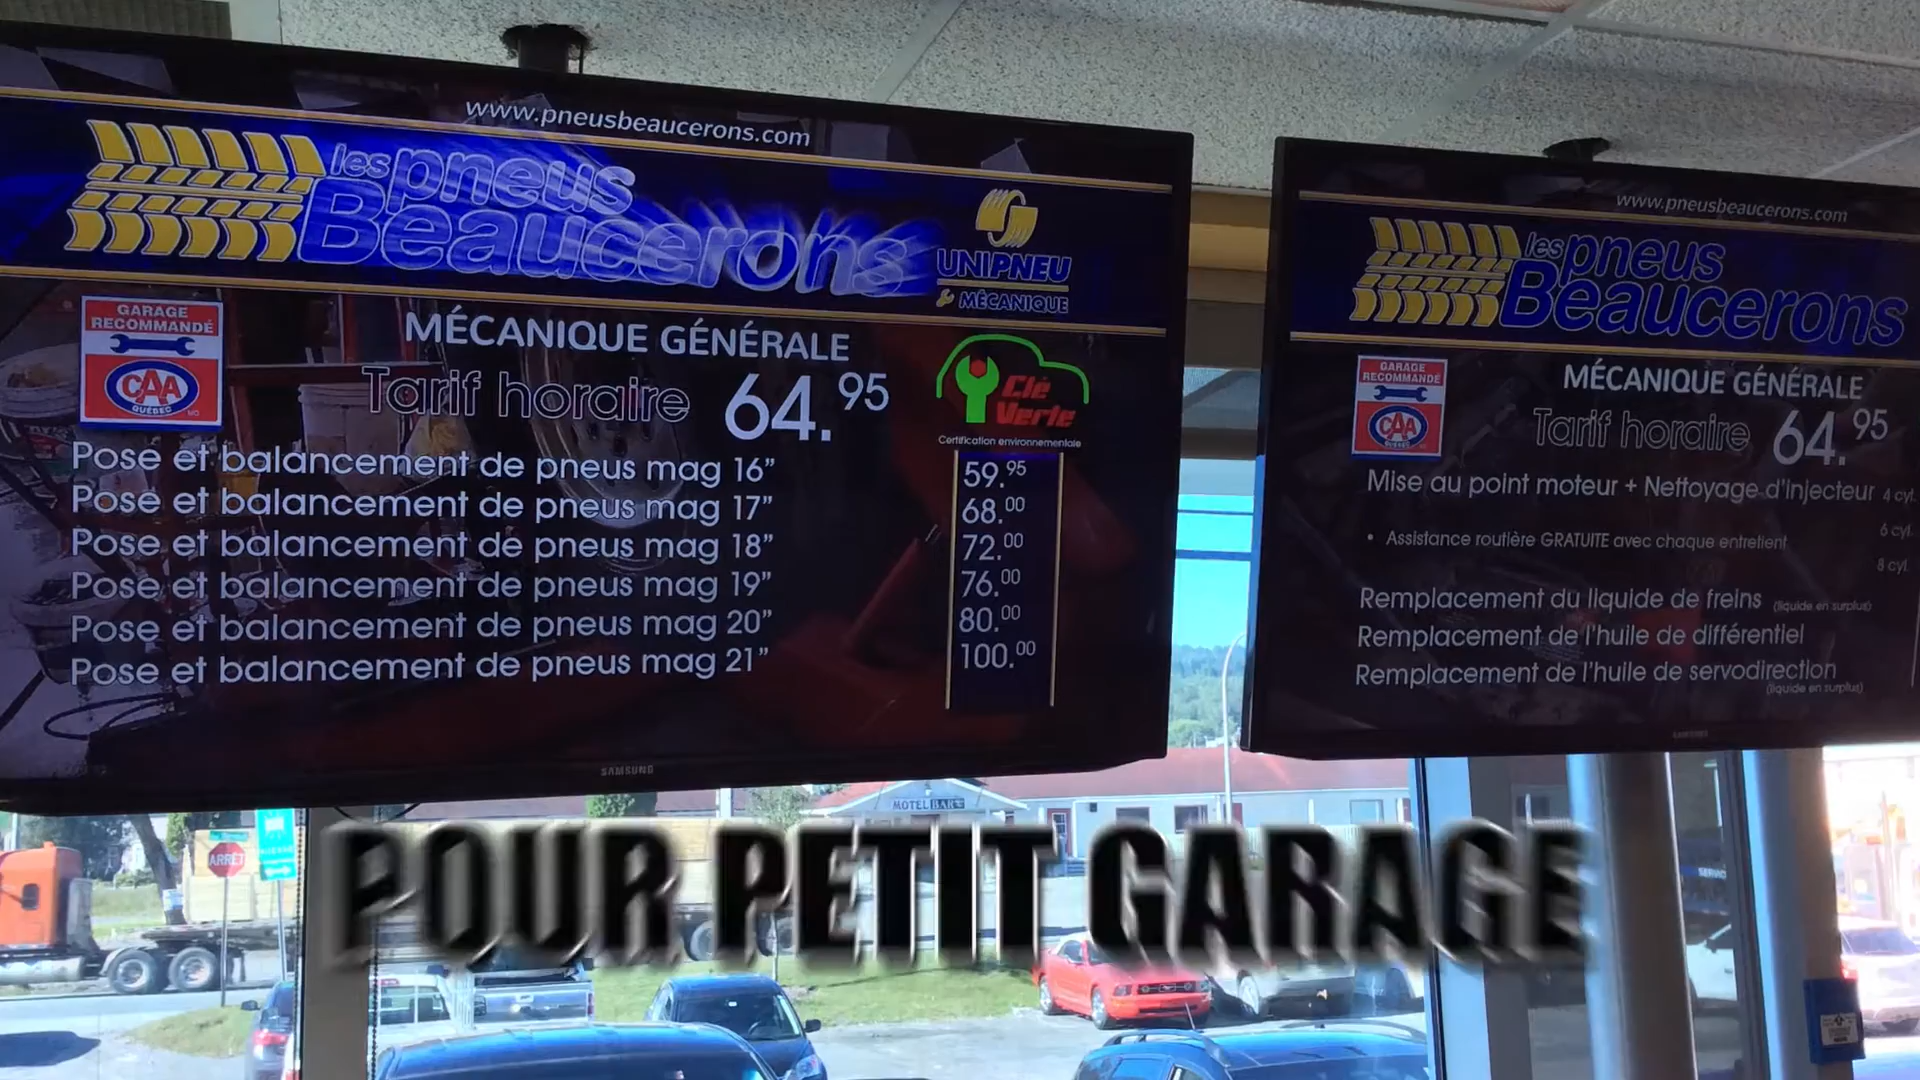 www.pneusbeaucerons.com
les pneus
Beaucerons
UNIPNEU
MÉCANIQUE
GARAGE
RECOMMANDÉ
CAA
QUÉBEC
MÉCANIQUE GÉNÉRALE
Tarif horaire 64.95
Clé
Verte
Certification environnementale
Pose et balancement de pneus mag 16” 59.95
Pose et balancement de pneus mag 17” 68.00
Pose et balancement de pneus mag 18” 72.00
Pose et balancement de pneus mag 19” 76.00
Pose et balancement de pneus mag 20” 80.00
Pose et balancement de pneus mag 21” 100.00
SAMSUNG
www.pneusbeaucerons.com
les pneus
Beaucerons
GARAGE
RECOMMANDÉ
CAA
QUÉBEC
MÉCANIQUE GÉNÉRALE
Tarif horaire 64.95
Mise au point moteur + Nettoyage d'injecteur 4 cyl.
6 cyl.
• Assistance routière GRATUITE avec chaque entretient
8 cyl.
Remplacement du liquide de freins (liquide en surplus)
Remplacement de l'huile de différentiel
Remplacement de l'huile de servodirection
(liquide en surplus)
SAMSUNG
MOTEL BAR
ARRÊT
POUR PETIT GARAGE